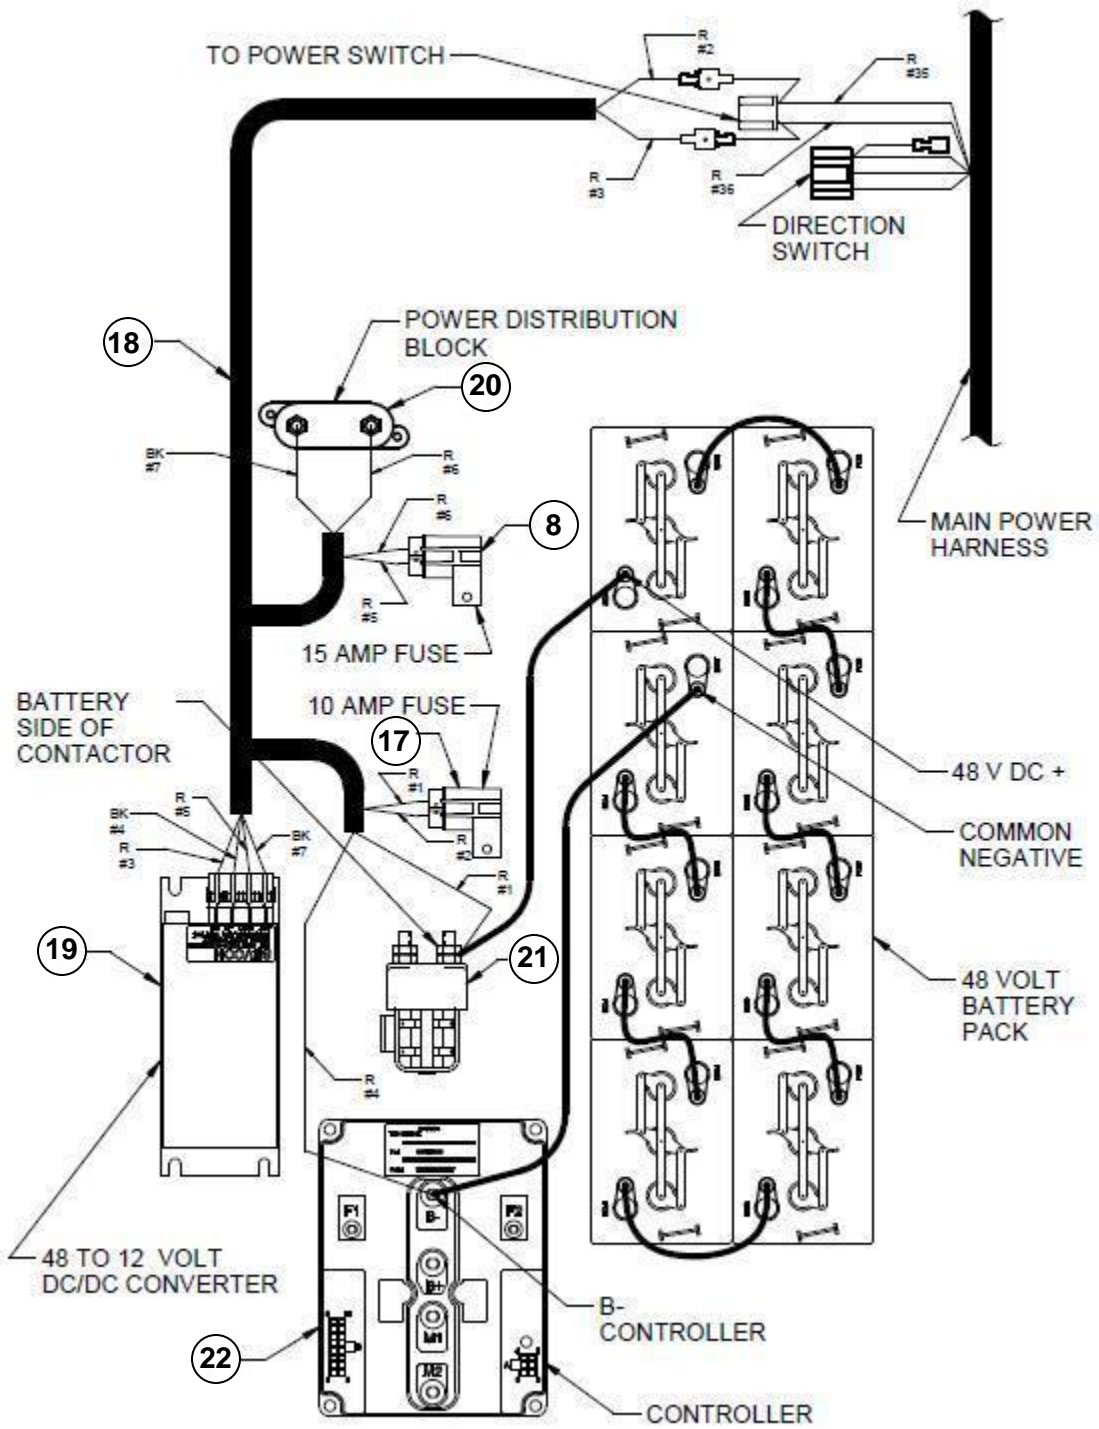 TO POWER SWITCH
R
#2
R
#36
R
#3
R
#36
DIRECTION
SWITCH
18
POWER DISTRIBUTION
BLOCK
20
BK
#7
R
#6
R
#6
8
R
#5
15 AMP FUSE
MAIN POWER
HARNESS
BATTERY
SIDE OF
CONTACTOR
10 AMP FUSE
17
R
#1
R
#2
48 V DC +
COMMON
NEGATIVE
R
#5
BK
#4
R
#3
BK
#7
R
#1
19
21
48 VOLT
BATTERY
PACK
R
#4
48 TO 12 VOLT
DC/DC CONVERTER
F1
B-
F2
B+
M1
M2
B-
CONTROLLER
22
CONTROLLER